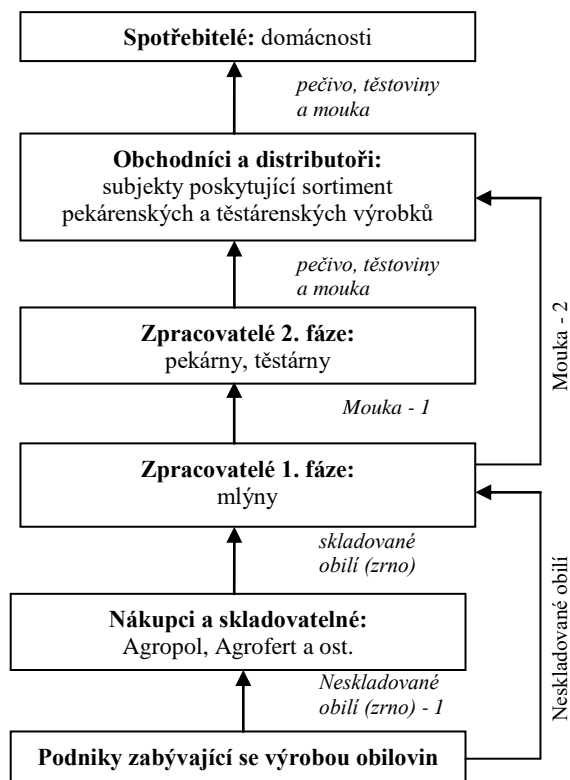 Spotřebitelé: domácnosti
pečivo, těstoviny
a mouka
Obchodníci a distributoři:
subjekty poskytující sortiment
pekárenských a těstárenských výrobků
pečivo, těstoviny
a mouka
Mouka - 2
Zpracovatelé 2. fáze:
pekárny, těstárny
Mouka - 1
Zpracovatelé 1. fáze:
mlýny
skladované
obilí (zrno)
Neskladované obilí
Nákupci a skladovatelné:
Agropol, Agrofert a ost.
Neskladované
obilí (zrno) - 1
Podniky zabývající se výrobou obilovin